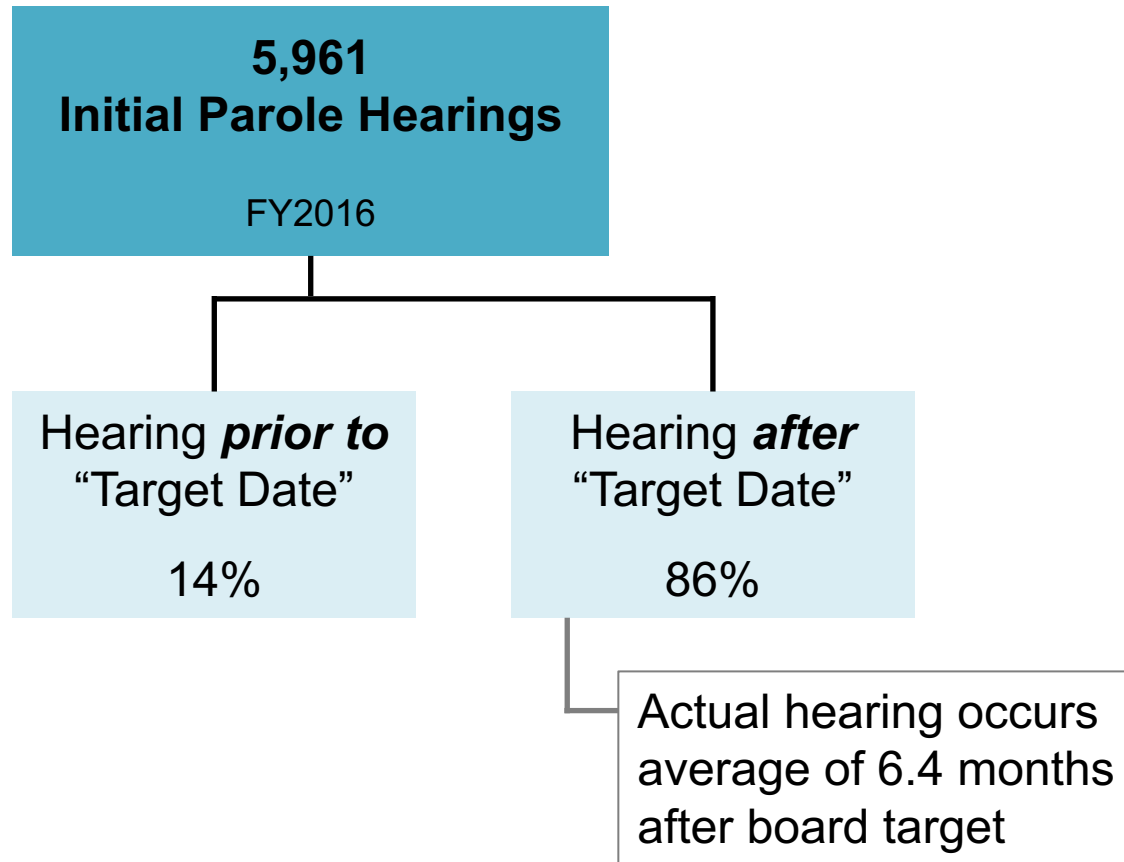 5,961
Initial Parole Hearings
FY2016
Hearing prior to
“Target Date”
14%
Hearing after
“Target Date”
86%
Actual hearing occurs
average of 6.4 months
after board target